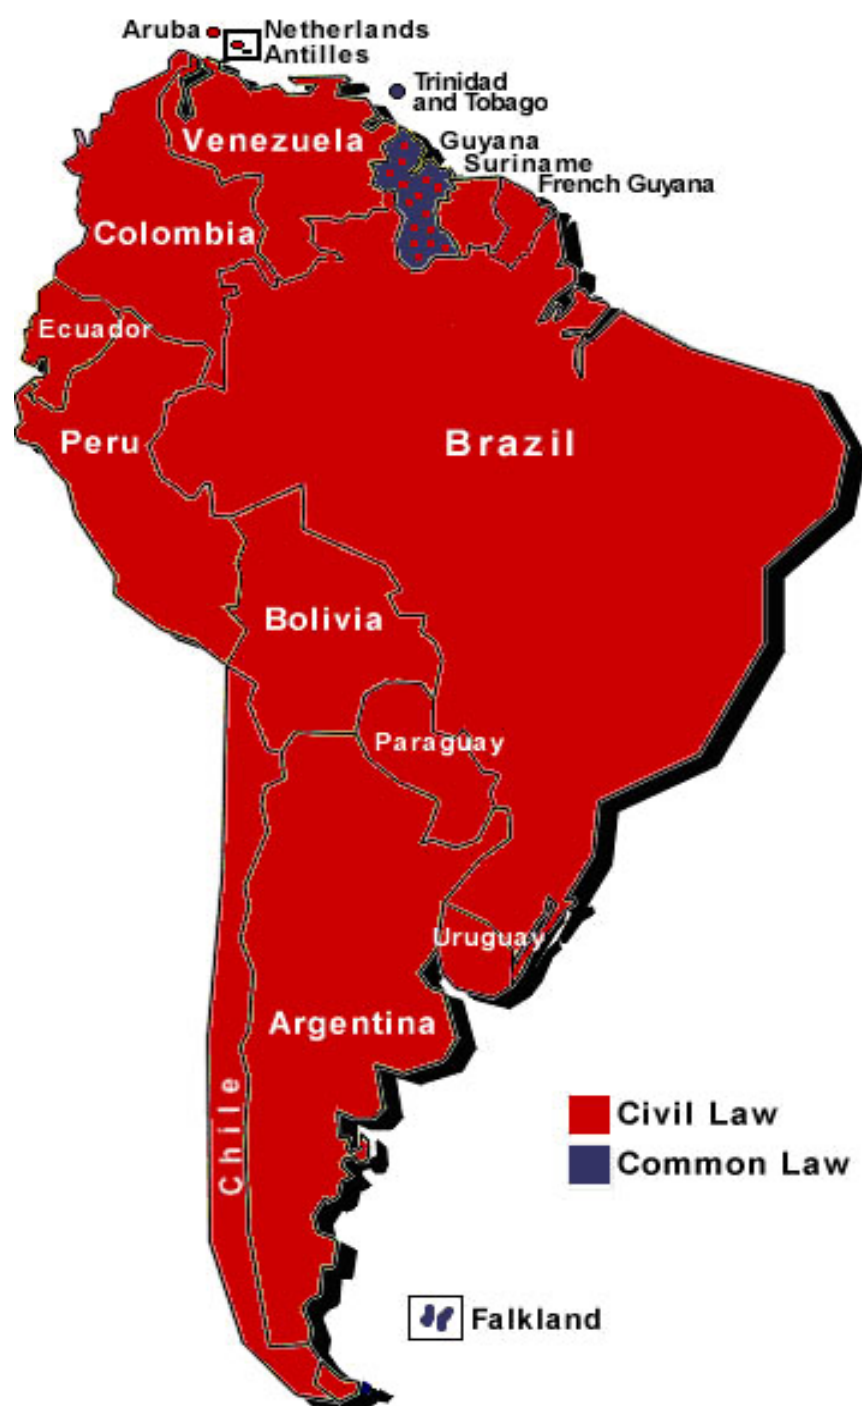 Aruba
Netherlands
Antilles
Trinidad
and Tobago
Venezuela
Guyana
Suriname
French Guyana
Colombia
Ecuador
Peru
Brazil
Bolivia
Paraguay
Uruguay
Argentina
Chile
Civil Law
Common Law
Falkland